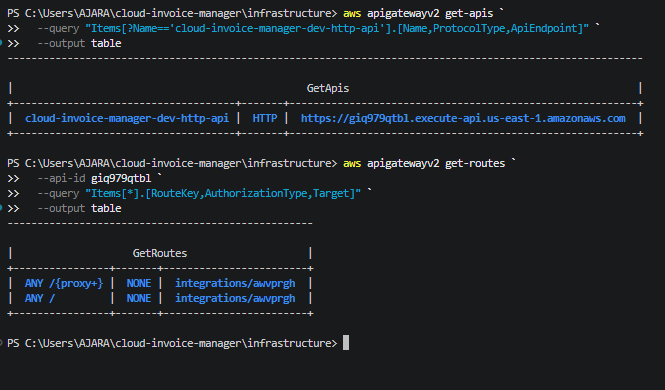 PS C:\Users\AJARA\cloud-invoice-manager\infrastructure> aws apigatewayv2 get-apis `
>>   --query "Items[?Name=='cloud-invoice-manager-dev-http-api'].[Name,ProtocolType,ApiEndpoint]" `
>>   --output table
-------------------------------------------------------------------------------------------------
|                                            GetApis                                            |
+-------------------------------------+-------+-------------------------------------------------+
|  cloud-invoice-manager-dev-http-api |  HTTP |  https://giq979qtbl.execute-api.us-east-1.amazonaws.com  |
+-------------------------------------+-------+-------------------------------------------------+
PS C:\Users\AJARA\cloud-invoice-manager\infrastructure> aws apigatewayv2 get-routes `
>>   --api-id giq979qtbl `
>>   --query "Items[*].[RouteKey,AuthorizationType,Target]" `
>>   --output table
-----------------------------------------------
|                  GetRoutes                  |
+----------------+-------+--------------------+
|  ANY /{proxy+} |  NONE |  integrations/awvprgh  |
|  ANY /         |  NONE |  integrations/awvprgh  |
+----------------+-------+--------------------+
PS C:\Users\AJARA\cloud-invoice-manager\infrastructure>